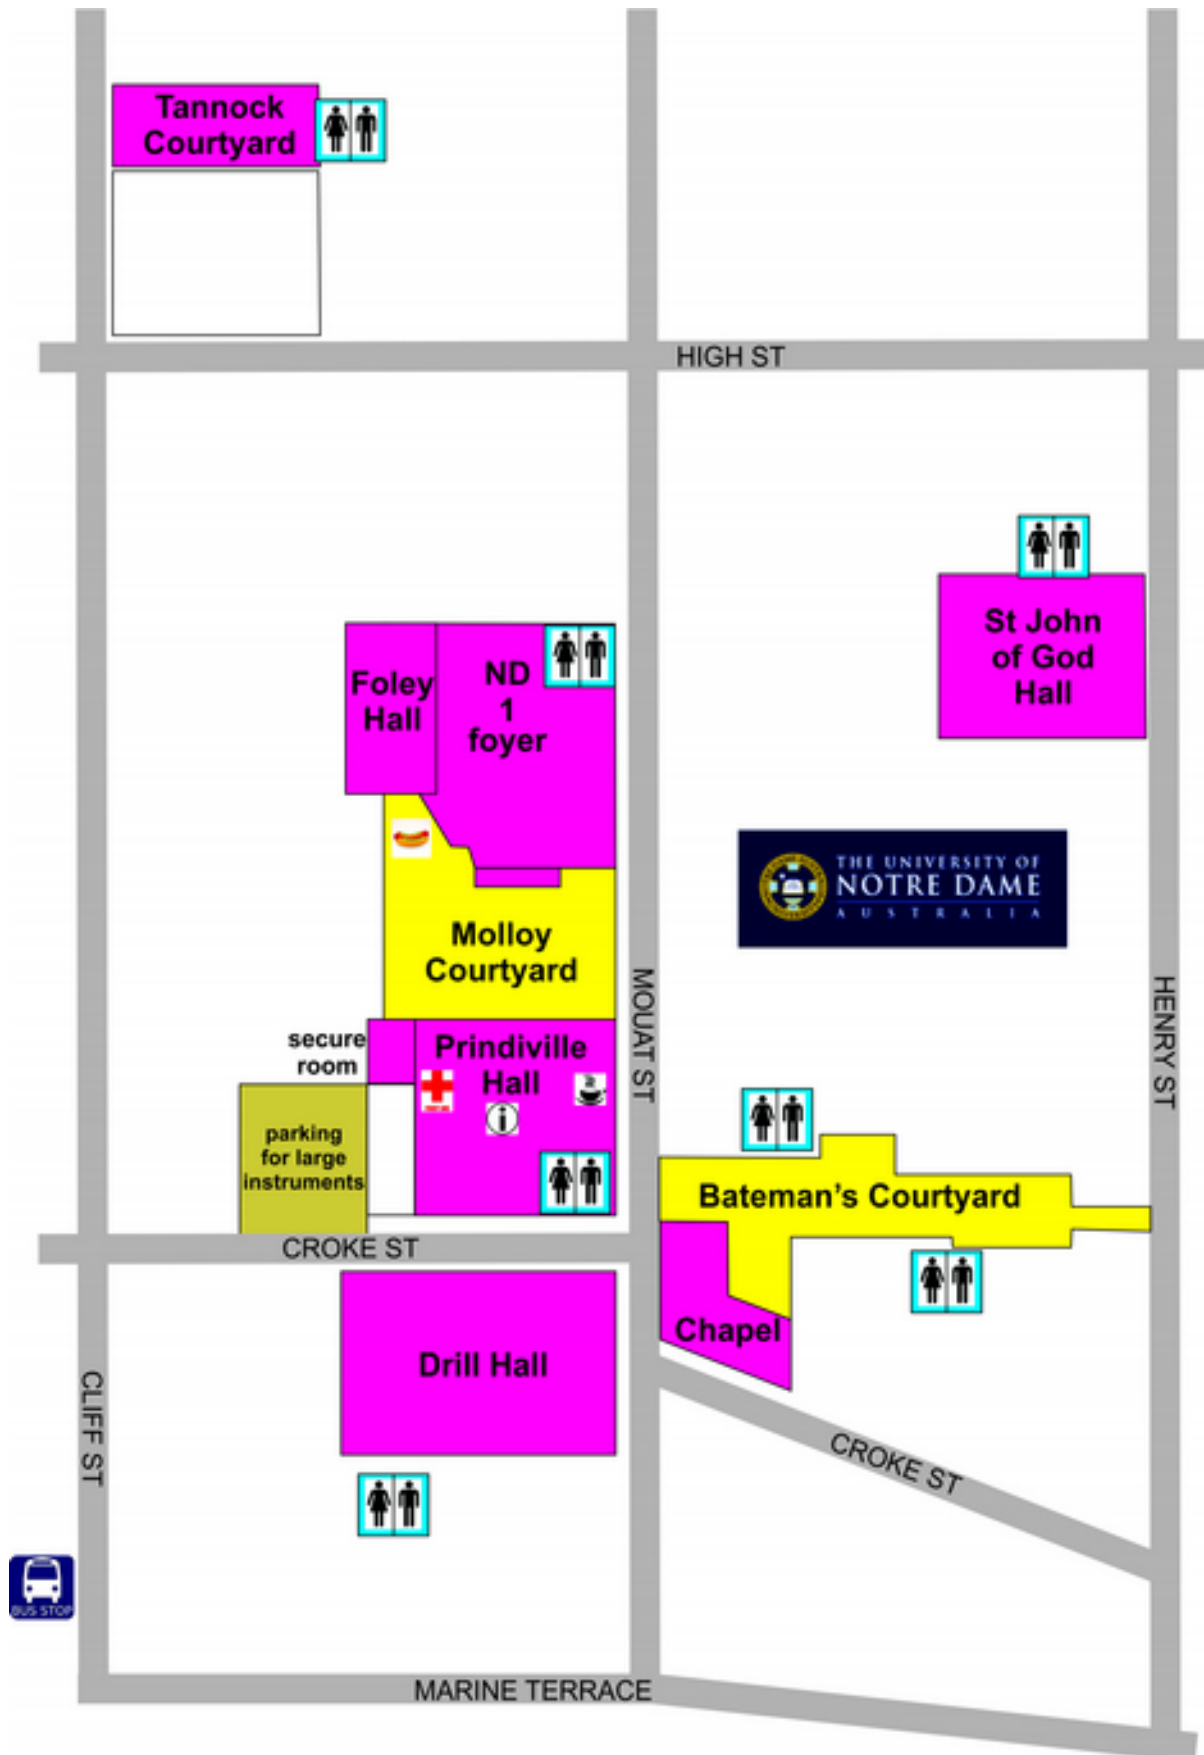 Tannock
Courtyard
HIGH ST
St John
of God
Hall
Foley
Hall
ND
1
foyer
THE UNIVERSITY OF
NOTRE DAME
AUSTRALIA
Molloy
Courtyard
MOUAT ST
HENRY ST
secure
room
Prindiville
Hall
i
parking
for large
instruments
Bateman's Courtyard
CROKE ST
Chapel
Drill Hall
CLIFF ST
CROKE ST
BUS STOP
MARINE TERRACE